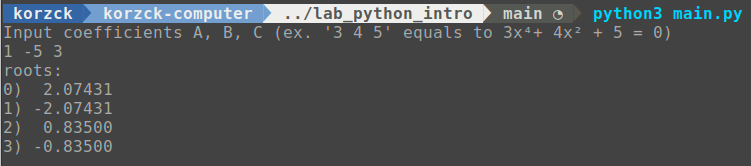 korzck korzck-computer ../lab_python_intro main ◔ python3 main.py
Input coefficients A, B, C (ex. '3 4 5' equals to 3x⁴+ 4x² + 5 = 0)
1 -5 3
roots:
0)  2.07431
1) -2.07431
2)  0.83500
3) -0.83500